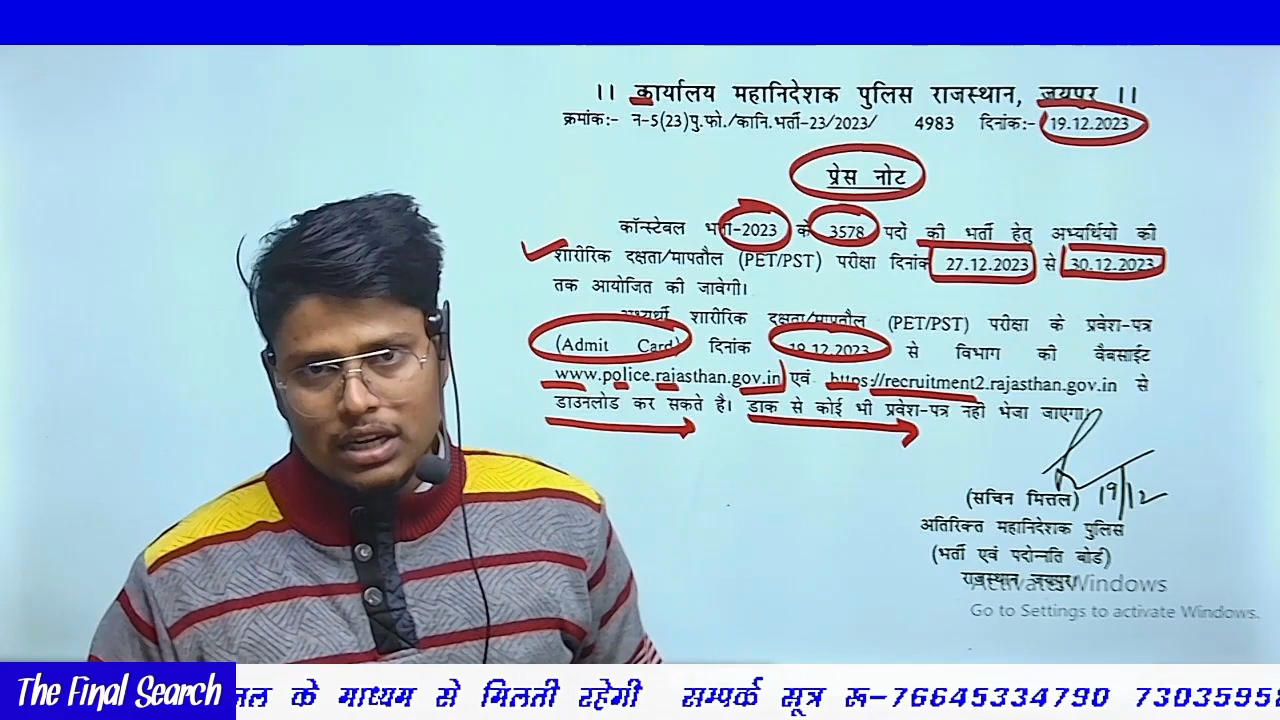 ।। कार्यालय महानिदेशक पुलिस राजस्थान, जयपुर ।।
क्रमांक:- न-5(23)पु.फो./कानि.भर्ती-23/2023/ 4983 दिनांक:- 19.12.2023
प्रेस नोट
कॉन्स्टेबल भर्ती-2023 के 3578 पदो की भर्ती हेतु अभ्यर्थियो की
शारीरिक दक्षता/मापतौल (PET/PST) परीक्षा दिनांक 27.12.2023 से 30.12.2023
तक आयोजित की जावेगी।
अभ्यर्थी शारीरिक दक्षता/मापतौल (PET/PST) परीक्षा के प्रवेश-पत्र
(Admit Card) दिनांक 19.12.2023 से विभाग की वैबसाईट
www.police.rajasthan.gov.in एवं https://recruitment2.rajasthan.gov.in से
डाउनलोड कर सकते है। डाक से कोई भी प्रवेश-पत्र नही भेजा जाएगा।
19/12
(सचिन मित्तल)
अतिरिक्त महानिदेशक पुलिस
(भर्ती एवं पदोन्नति बोर्ड)
राजस्थान जयपुर
Activate Windows
Go to Settings to activate Windows.
The Final Search
के माध्यम से मिलती रहेगी सम्पर्क सूत्र रू-76645334790 73035959